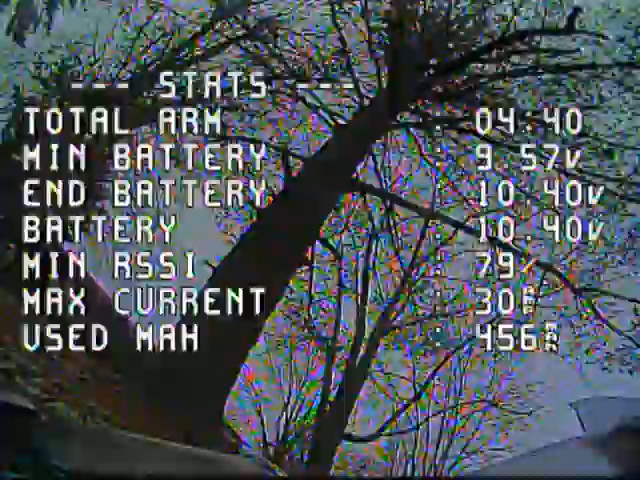 --- STATS ---
TOTAL ARM : 04:40
MIN BATTERY : 9.57V
END BATTERY : 10.40V
BATTERY : 10.40V
MIN RSSI : 79%
MAX CURRENT : 30A
USED MAH : 456